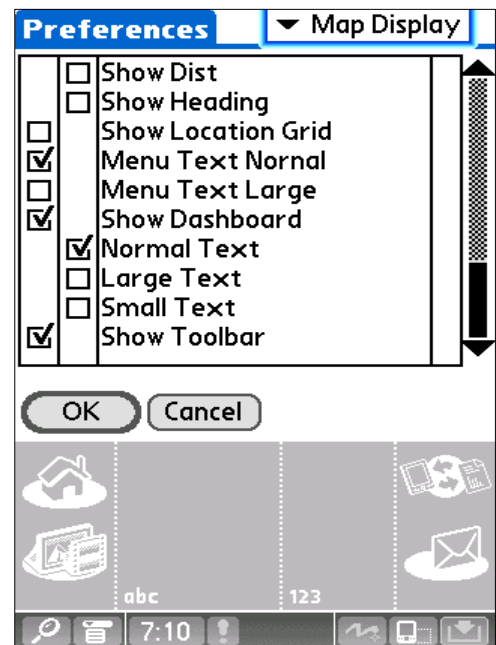 Preferences
Map Display
Show Dist
Show Heading
Show Location Grid
Menu Text Nornal
Menu Text Large
Show Dashboard
Normal Text
Large Text
Small Text
Show Toolbar
OK
Cancel
abc
123
7:10